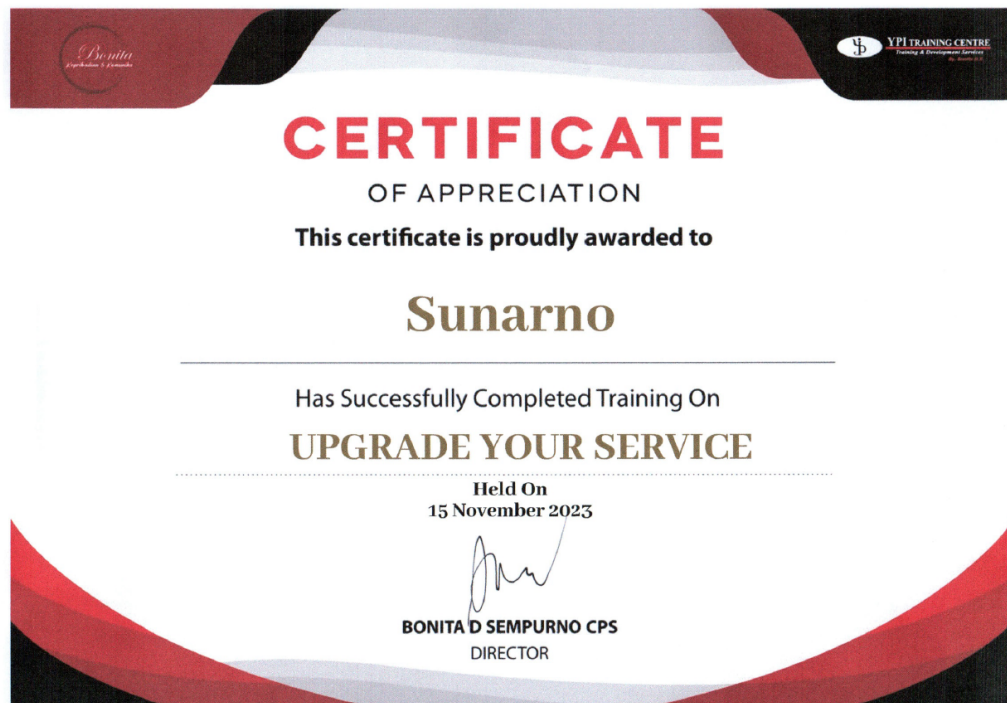 Bonita
YPI TRAINING CENTRE
Training & Development Services
CERTIFICATE
OF APPRECIATION
This certificate is proudly awarded to
Sunarno
Has Successfully Completed Training On
UPGRADE YOUR SERVICE
Held On
15 November 2023
BONITA D SEMPURNO CPS
DIRECTOR